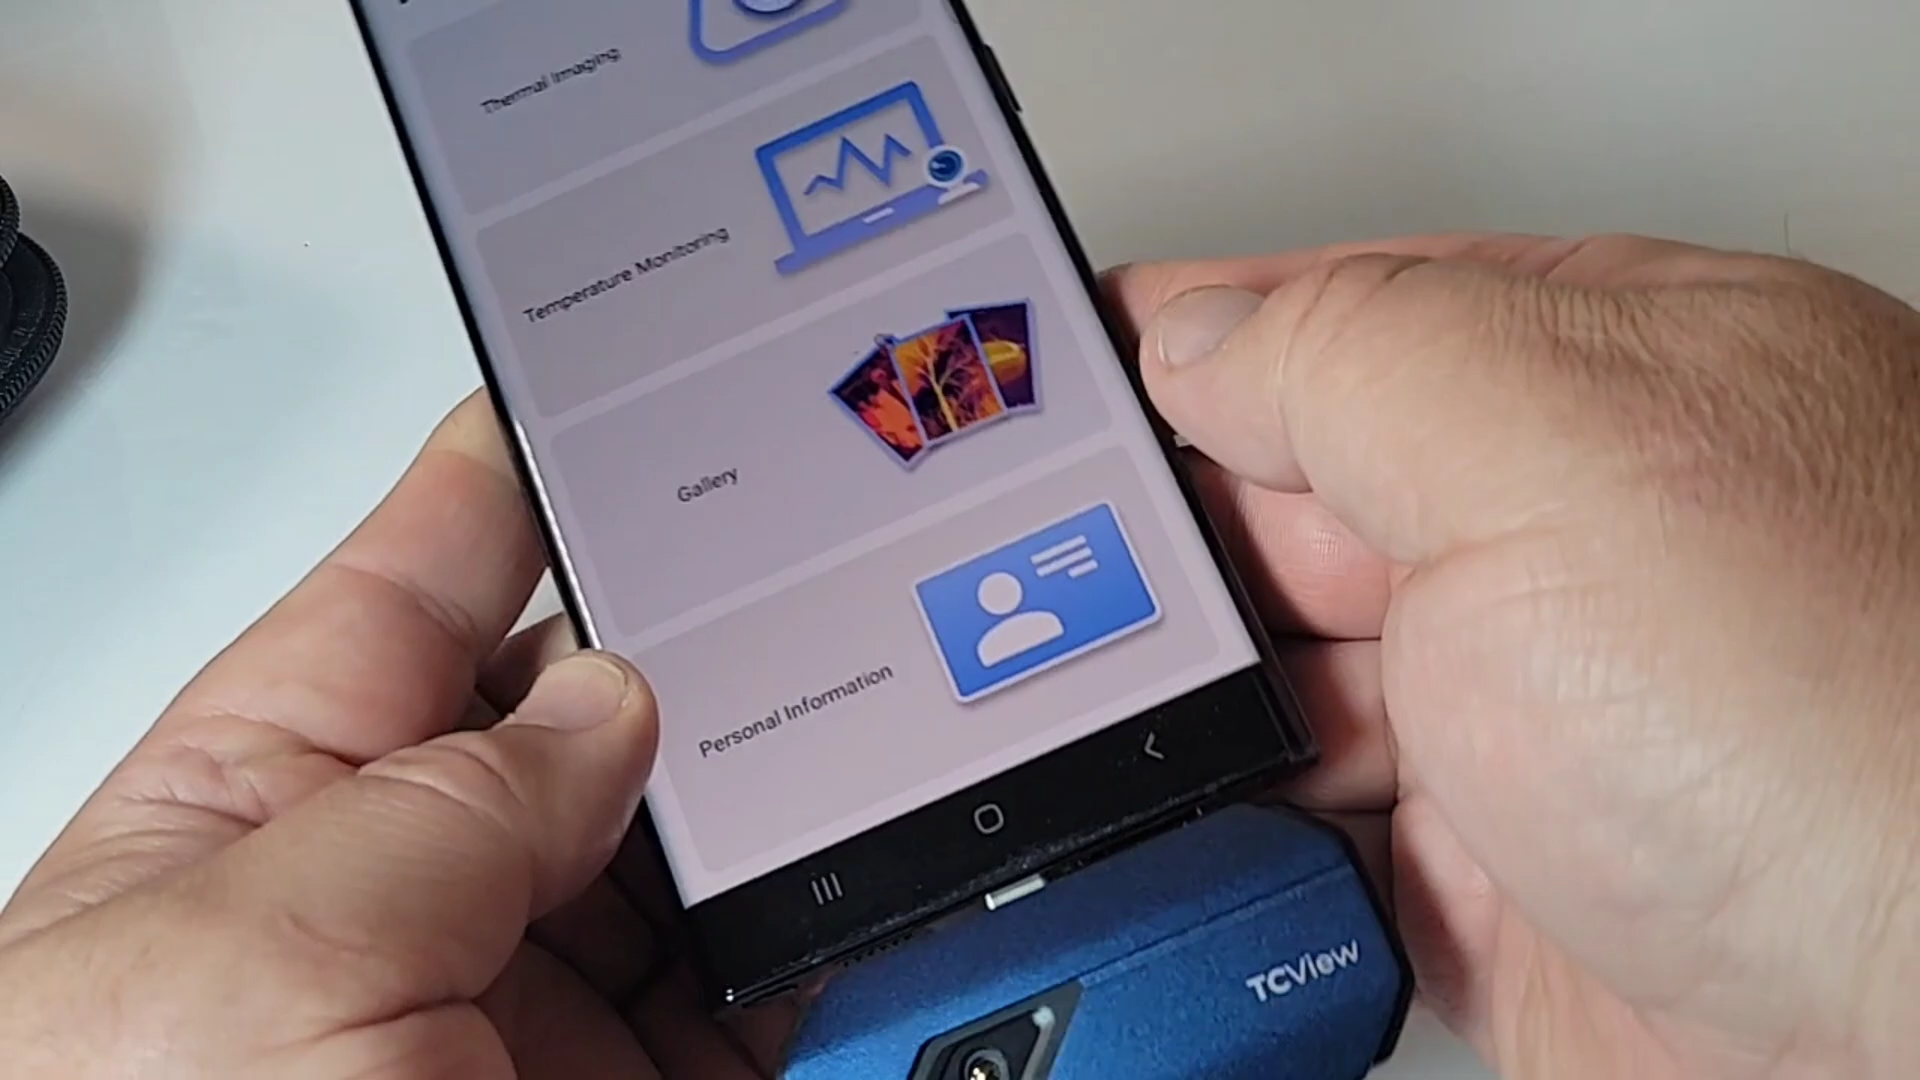 Thermal Imaging
Temperature Monitoring
Gallery
Personal Information
TCView